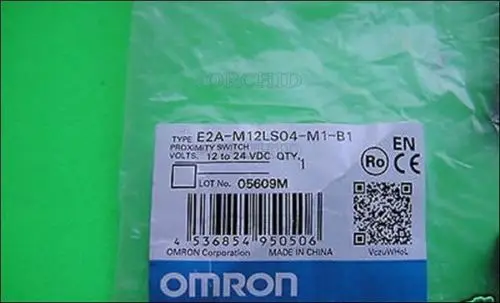 ORCHID
TYPE E2A-M12LS04-M1-B1
PROXIMITY SWITCH
VOLTS. 12 to 24 VDC QTY. 1
LOT No. 05609M
EN
Ro CE
4 536854 950506
OMRON Corporation MADE IN CHINA
VczuWHoL
OMRON